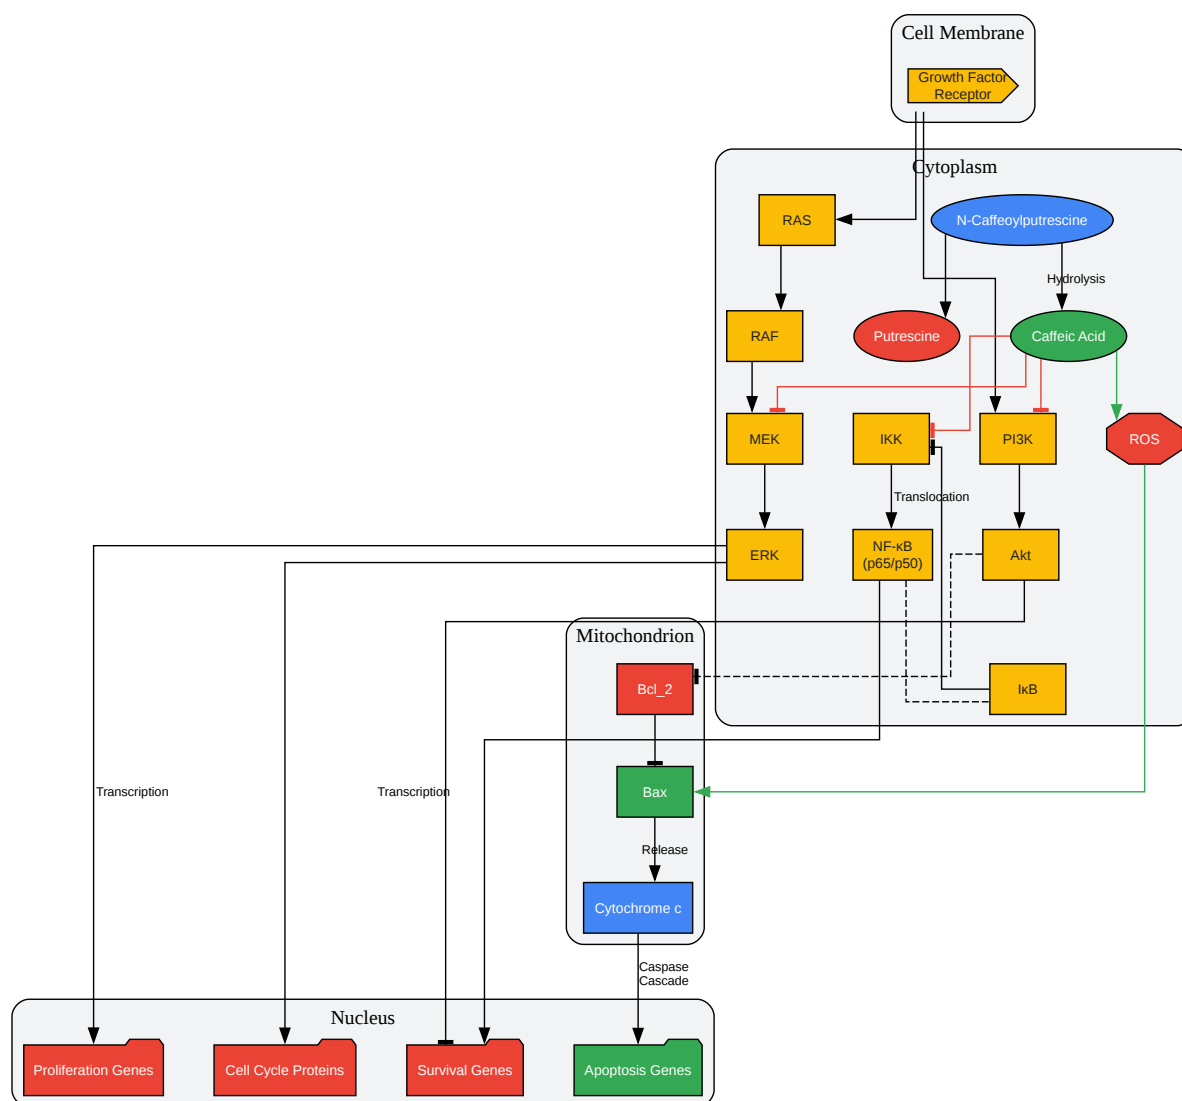 Cell Membrane
Growth Factor
Receptor
Cytoplasm
RAS
N-Caffeoylputrescine
Hydrolysis
RAF
Putrescine
Caffeic Acid
MEK
IKK
PI3K
ROS
Translocation
ERK
NF-κB
(p65/p50)
Akt
Mitochondrion
Bcl_2
IκB
Transcription
Transcription
Bax
Release
Cytochrome c
Caspase
Cascade
Nucleus
Proliferation Genes
Cell Cycle Proteins
Survival Genes
Apoptosis Genes